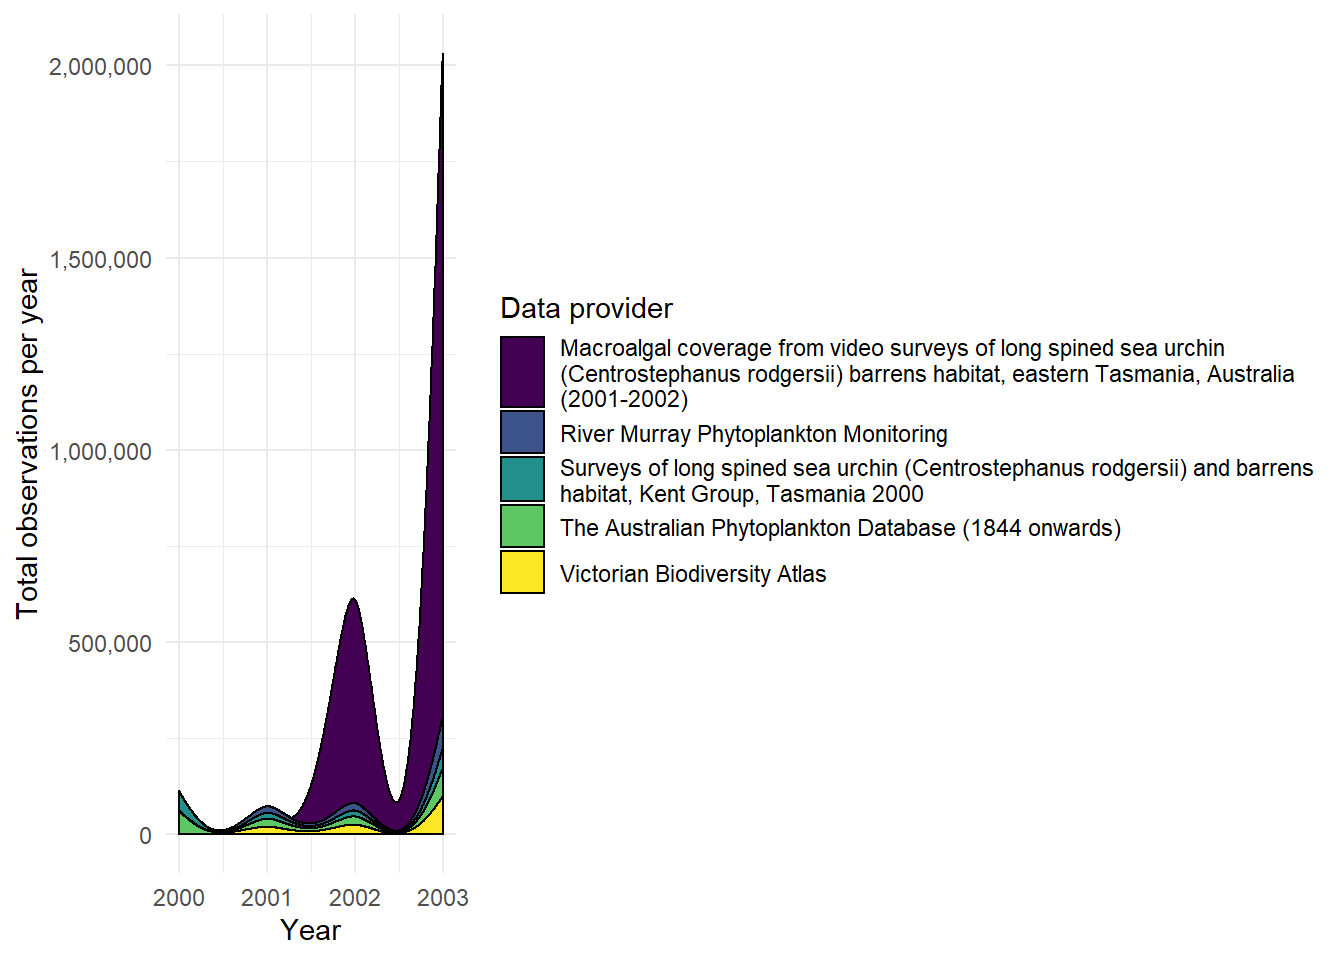 2,000,000
1,500,000
1,000,000
500,000
0
Total observations per year
2000 2001 2002 2003
Year
Data provider
Macroalgal coverage from video surveys of long spined sea urchin
(Centrostephanus rodgersii) barrens habitat, eastern Tasmania, Australia
(2001-2002)
River Murray Phytoplankton Monitoring
Surveys of long spined sea urchin (Centrostephanus rodgersii) and barrens
habitat, Kent Group, Tasmania 2000
The Australian Phytoplankton Database (1844 onwards)
Victorian Biodiversity Atlas